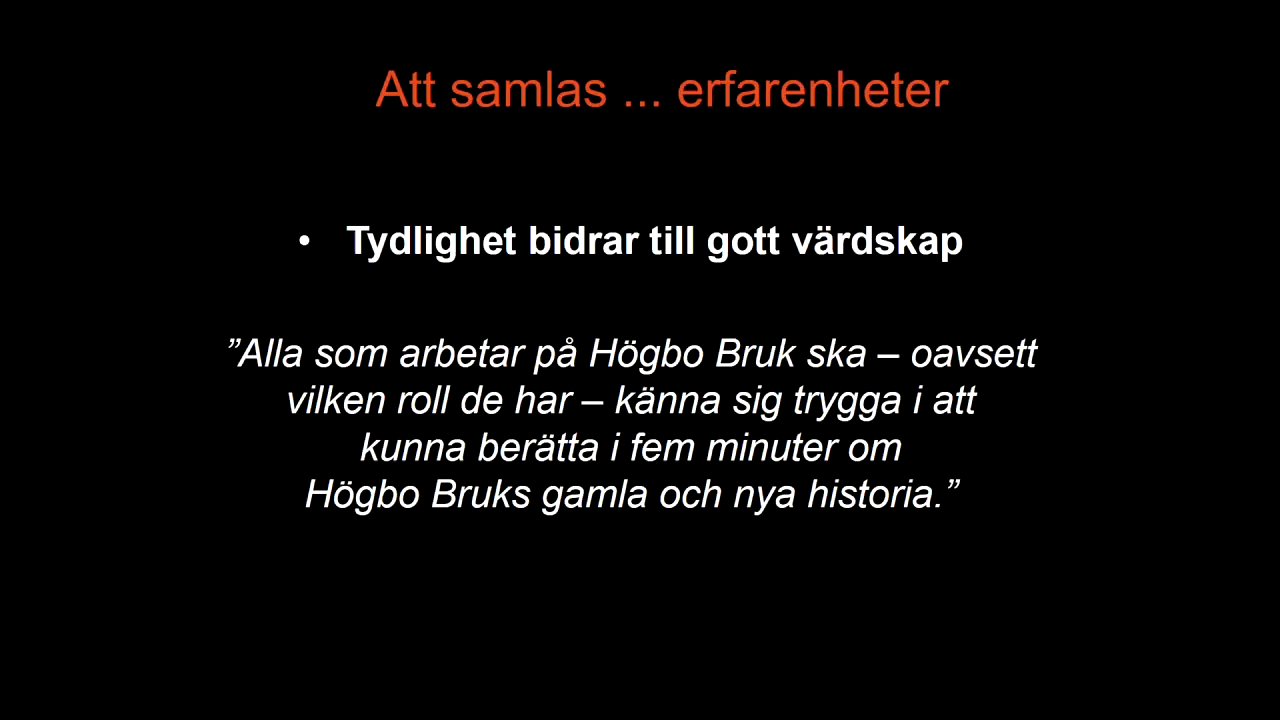 Att samlas ... erfarenheter
• Tydlighet bidrar till gott värdskap
”Alla som arbetar på Högbo Bruk ska – oavsett
vilken roll de har – känna sig trygga i att
kunna berätta i fem minuter om
Högbo Bruks gamla och nya historia.”